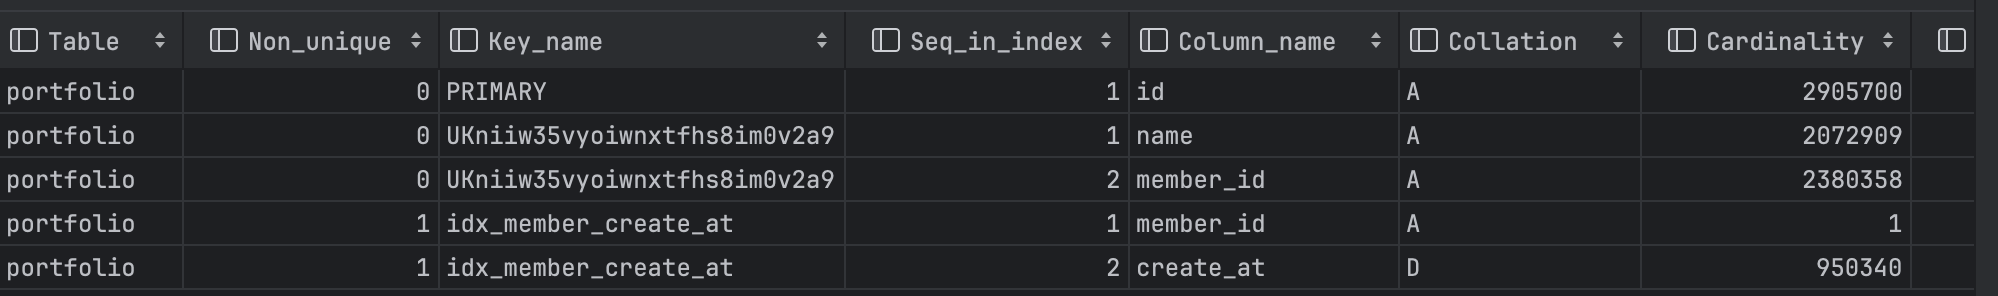 Table Non_unique Key_name Seq_in_index Column_name Collation Cardinality
portfolio 0 PRIMARY 1 id A 2905700
portfolio 0 UKniiw35vyoiwnxtfhs8im0v2a9 1 name A 2072909
portfolio 0 UKniiw35vyoiwnxtfhs8im0v2a9 2 member_id A 2380358
portfolio 1 idx_member_create_at 1 member_id A 1
portfolio 1 idx_member_create_at 2 create_at D 950340